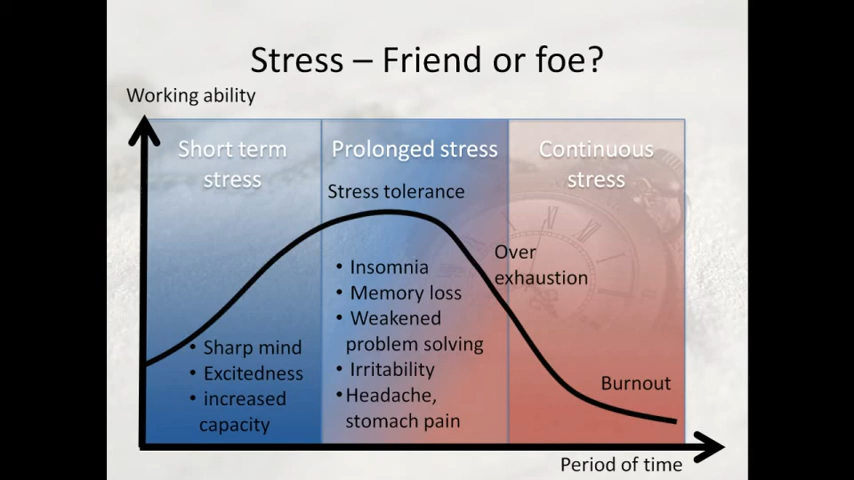 Stress – Friend or foe?
Working ability
Short term
stress
Prolonged stress
Continuous
stress
Stress tolerance
Over
exhaustion
• Insomnia
• Memory loss
• Weakened
problem solving
• Irritability
• Headache,
stomach pain
• Sharp mind
• Excitedness
• increased
capacity
Burnout
Period of time